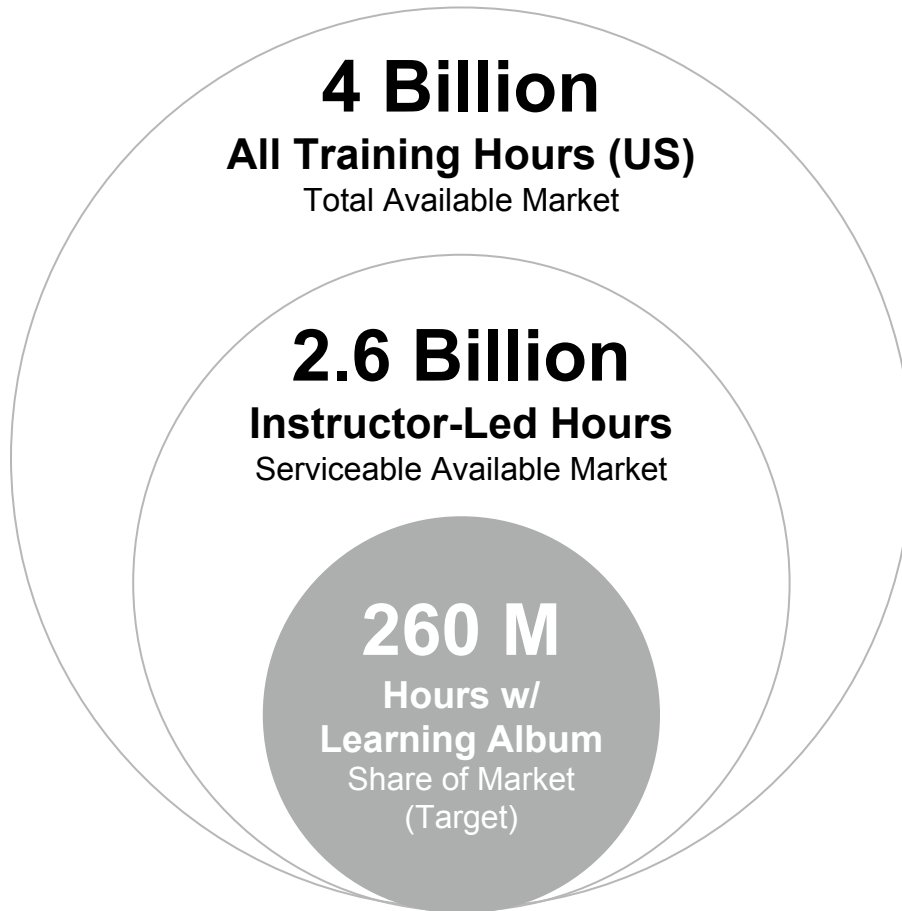 4 Billion
All Training Hours (US)
Total Available Market
2.6 Billion
Instructor-Led Hours
Serviceable Available Market
260 M
Hours w/
Learning Album
Share of Market
(Target)